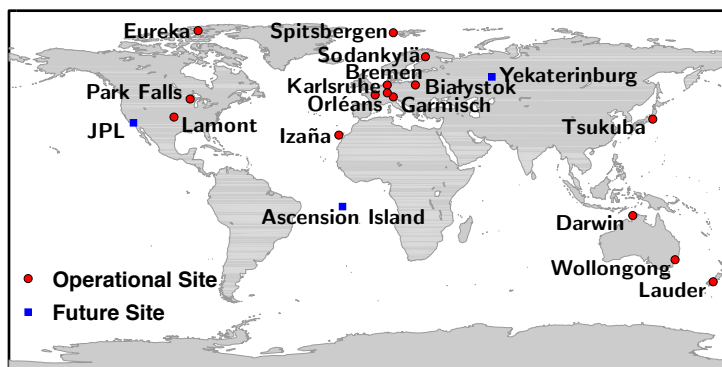 Eureka
Spitsbergen
Sodankylä
Bremen
Yekaterinburg
Karlsruhe
Białystok
Park Falls
Orléans
Garmisch
JPL
Lamont
Izaña
Tsukuba
Ascension Island
Darwin
Wollongong
Lauder
Operational Site
Future Site